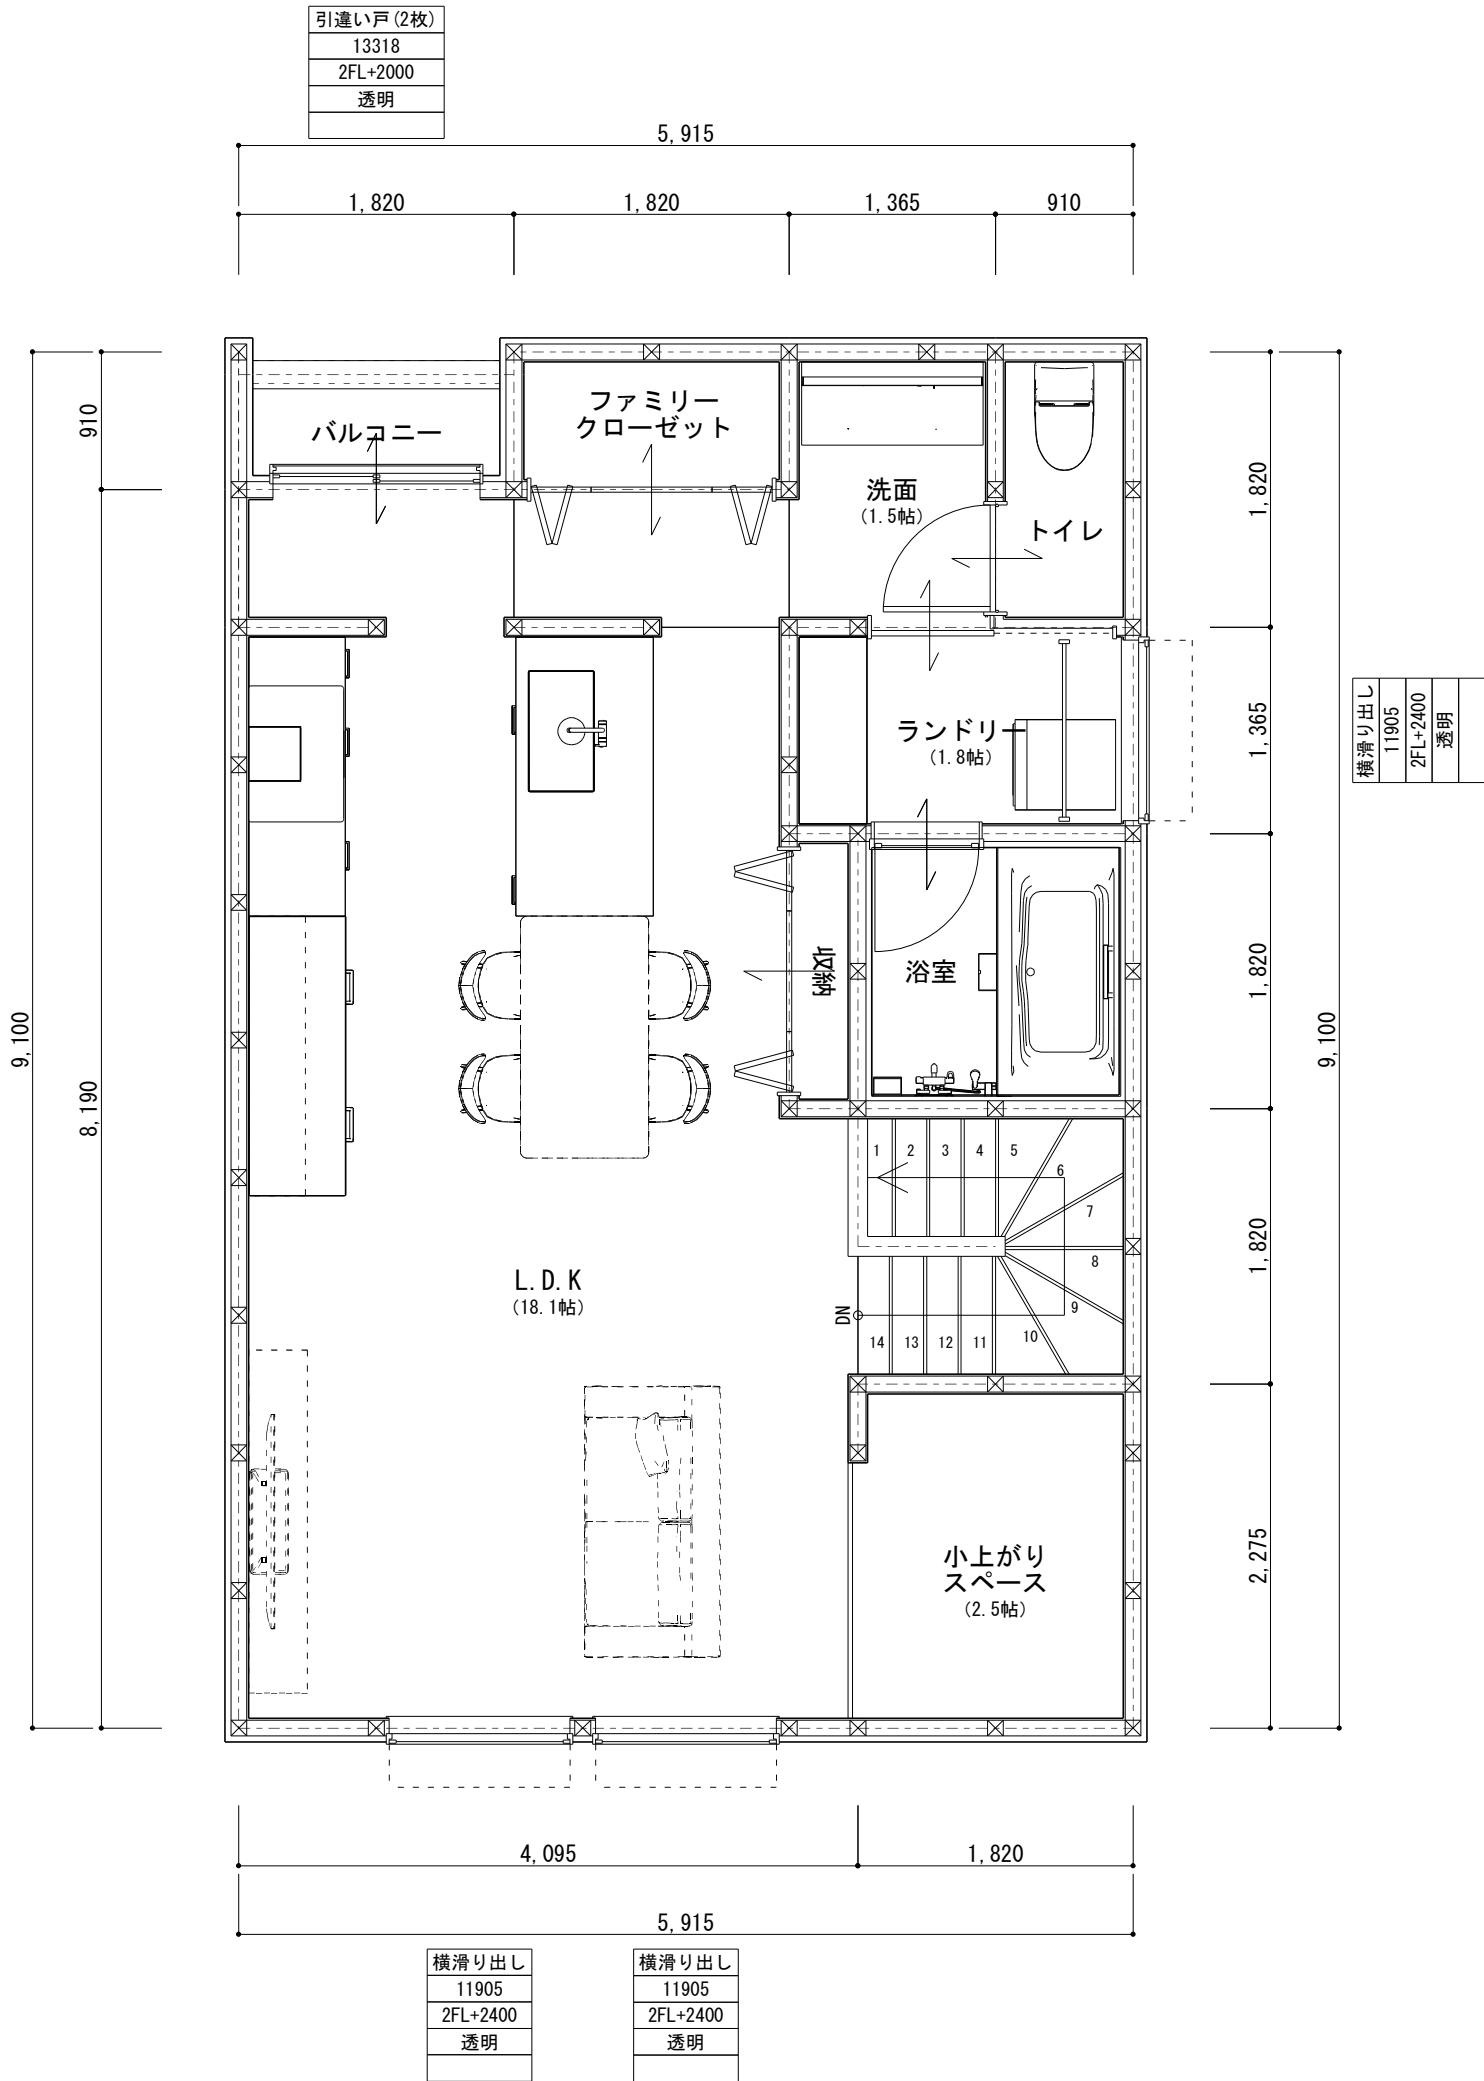 引違い戸(2枚)
13318
2FL+2000
透明
5,915
1,820
1,820
1,365
910
910
8,190
9,100
バルコニー
ファミリー
クローゼット
洗面
(1.5帖)
トイレ
ランドリー
(1.8帖)
収納
浴室
1
2
3
4
5
6
7
8
9
10
11
12
13
14
DN
L.D.K
(18.1帖)
小上がり
スペース
(2.5帖)
1,820
1,365
1,820
1,820
2,275
9,100
横滑り出し
11905
2FL+2400
透明
4,095
1,820
5,915
横滑り出し
11905
2FL+2400
透明
横滑り出し
11905
2FL+2400
透明